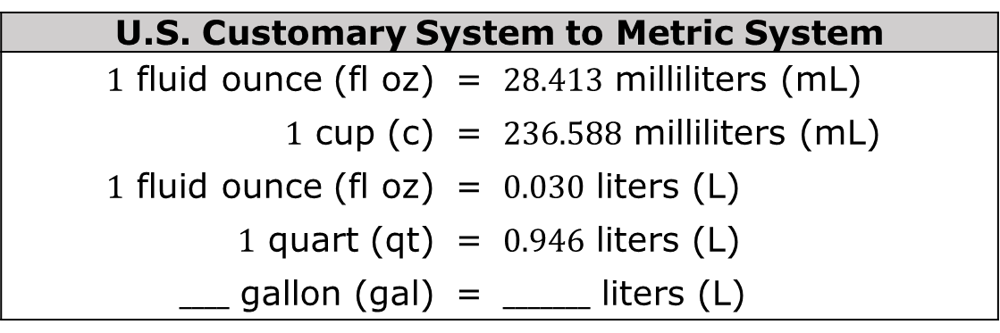 U.S. Customary System to Metric System
1 fluid ounce (fl oz) = 28.413 milliliters (mL)
1 cup (c) = 236.588 milliliters (mL)
1 fluid ounce (fl oz) = 0.030 liters (L)
1 quart (qt) = 0.946 liters (L)
___ gallon (gal) = ______ liters (L)